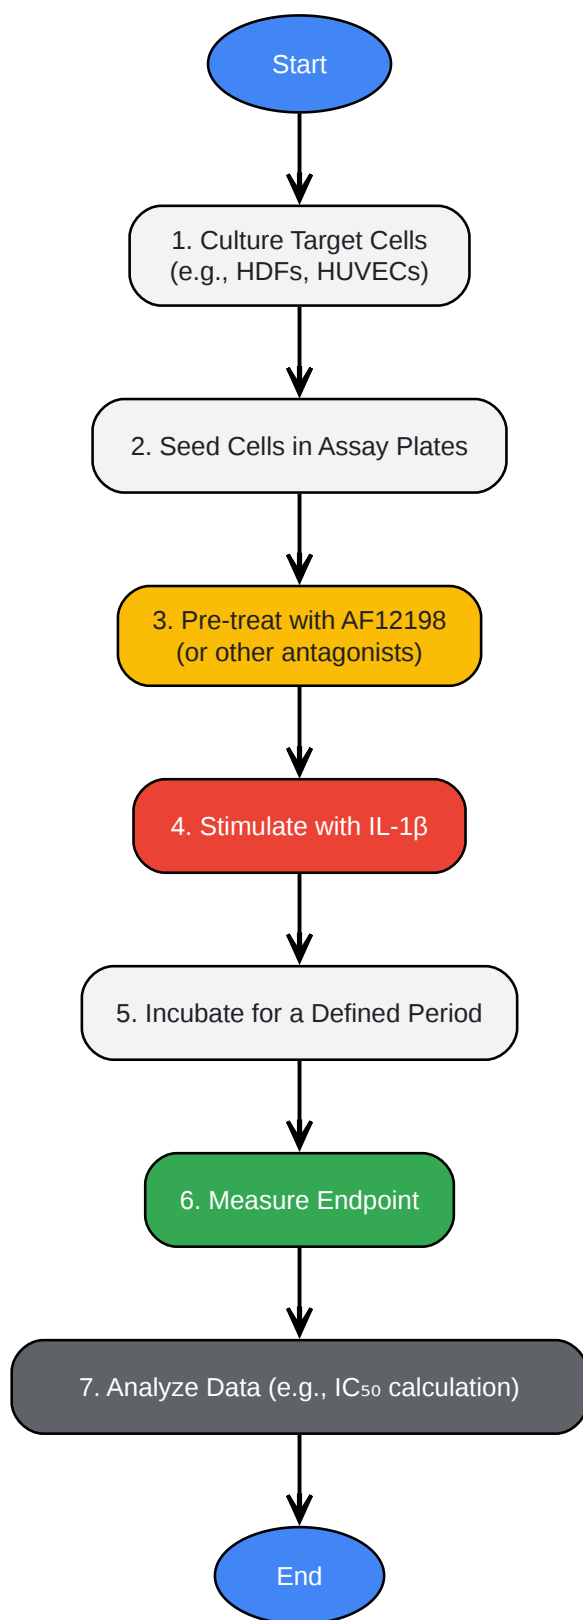 Start
1. Culture Target Cells
(e.g., HDFs, HUVECs)
2. Seed Cells in Assay Plates
3. Pre-treat with AF12198
(or other antagonists)
4. Stimulate with IL-1β
5. Incubate for a Defined Period
6. Measure Endpoint
7. Analyze Data (e.g., IC₅₀ calculation)
End